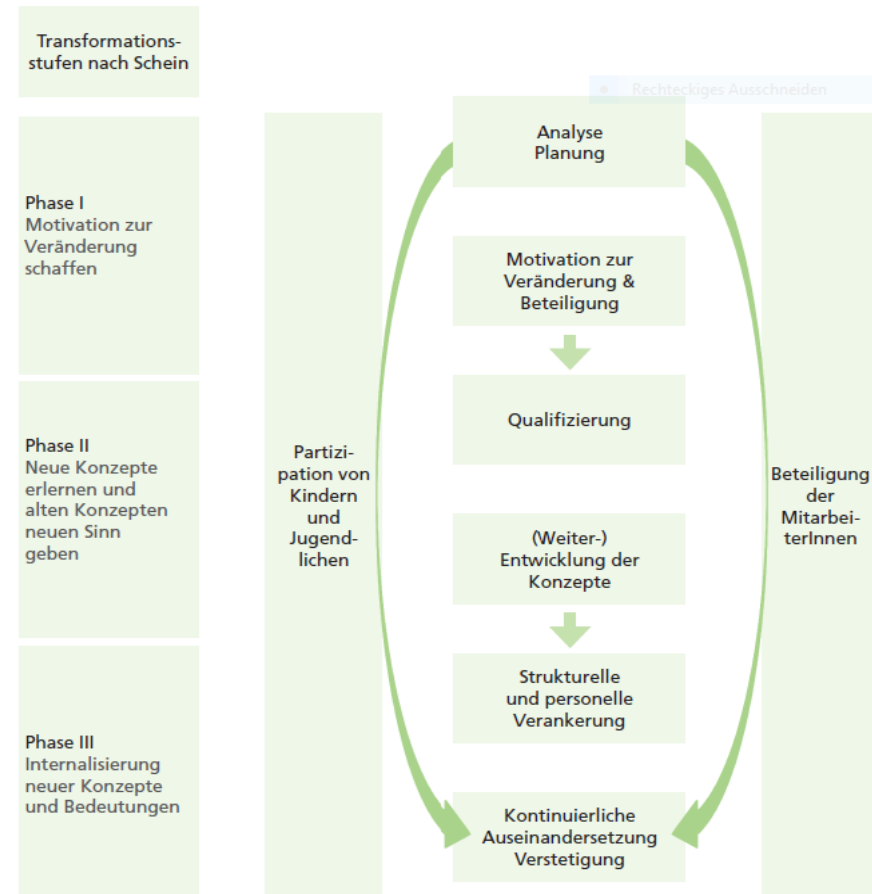 Transformations-
stufen nach Schein
Rechteckiges Ausschneiden
Phase I
Motivation zur
Veränderung
schaffen
Phase II
Neue Konzepte
erlernen und
alten Konzepten
neuen Sinn
geben
Phase III
Internalisierung
neuer Konzepte
und Bedeutungen
Partizi-
pation von
Kindern
und
Jugend-
lichen
Analyse
Planung
Motivation zur
Veränderung &
Beteiligung
Qualifizierung
(Weiter-)
Entwicklung der
Konzepte
Strukturelle
und personelle
Verankerung
Kontinuierliche
Auseinandersetzung
Verstetigung
Beteiligung
der
Mitarbei-
terInnen